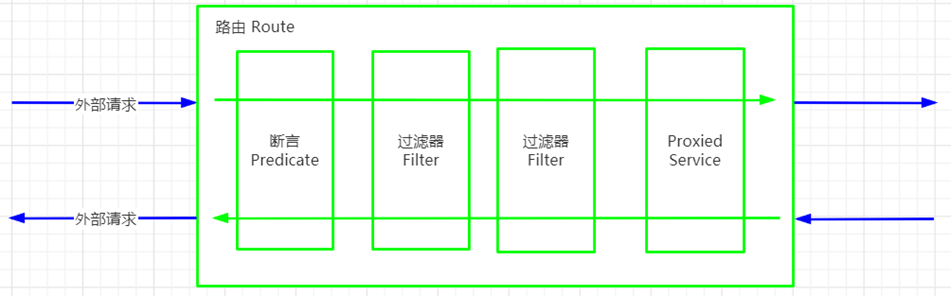 路由 Route
外部请求
断言
Predicate
过滤器
Filter
过滤器
Filter
Proxied
Service
外部请求